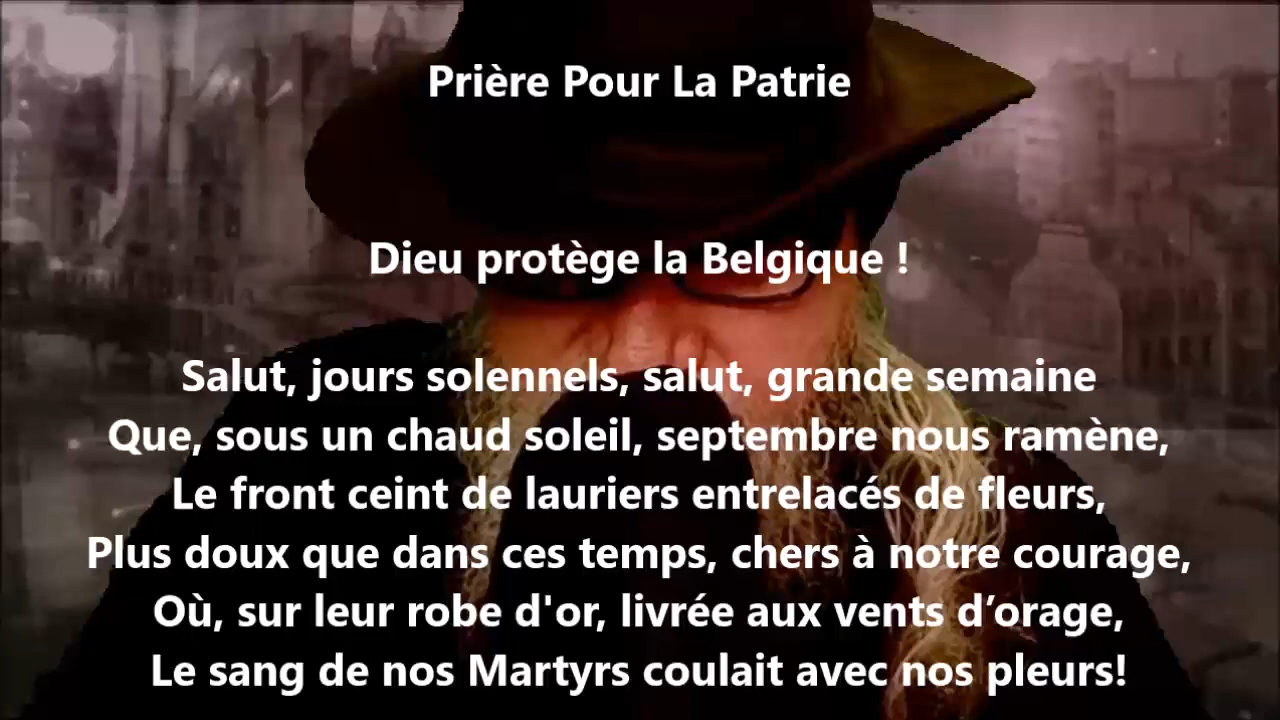 Prière Pour La Patrie
Dieu protège la Belgique !
Salut, jours solennels, salut, grande semaine
Que, sous un chaud soleil, septembre nous ramène,
Le front ceint de lauriers entrelacés de fleurs,
Plus doux que dans ces temps, chers à notre courage,
Où, sur leur robe d'or, livrée aux vents d’orage,
Le sang de nos Martyrs coulait avec nos pleurs!